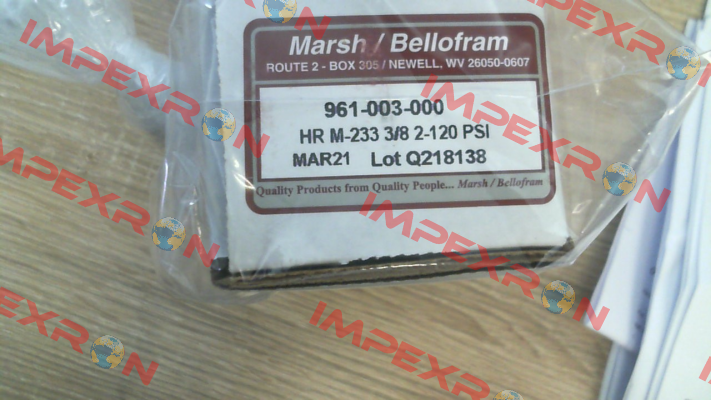 Marsh / Bellofram
ROUTE 2 - BOX 305 / NEWELL, WV 26050-0607
961-003-000
HR M-233 3/8 2-120 PSI
MAR21 Lot Q218138
Quality Products from Quality People... Marsh / Bellofram
IMPEXRON
IMPEXRON
IMPEXRON
IMPEXRON
IMPEXRON
IMPEXRON
IMPEXRON